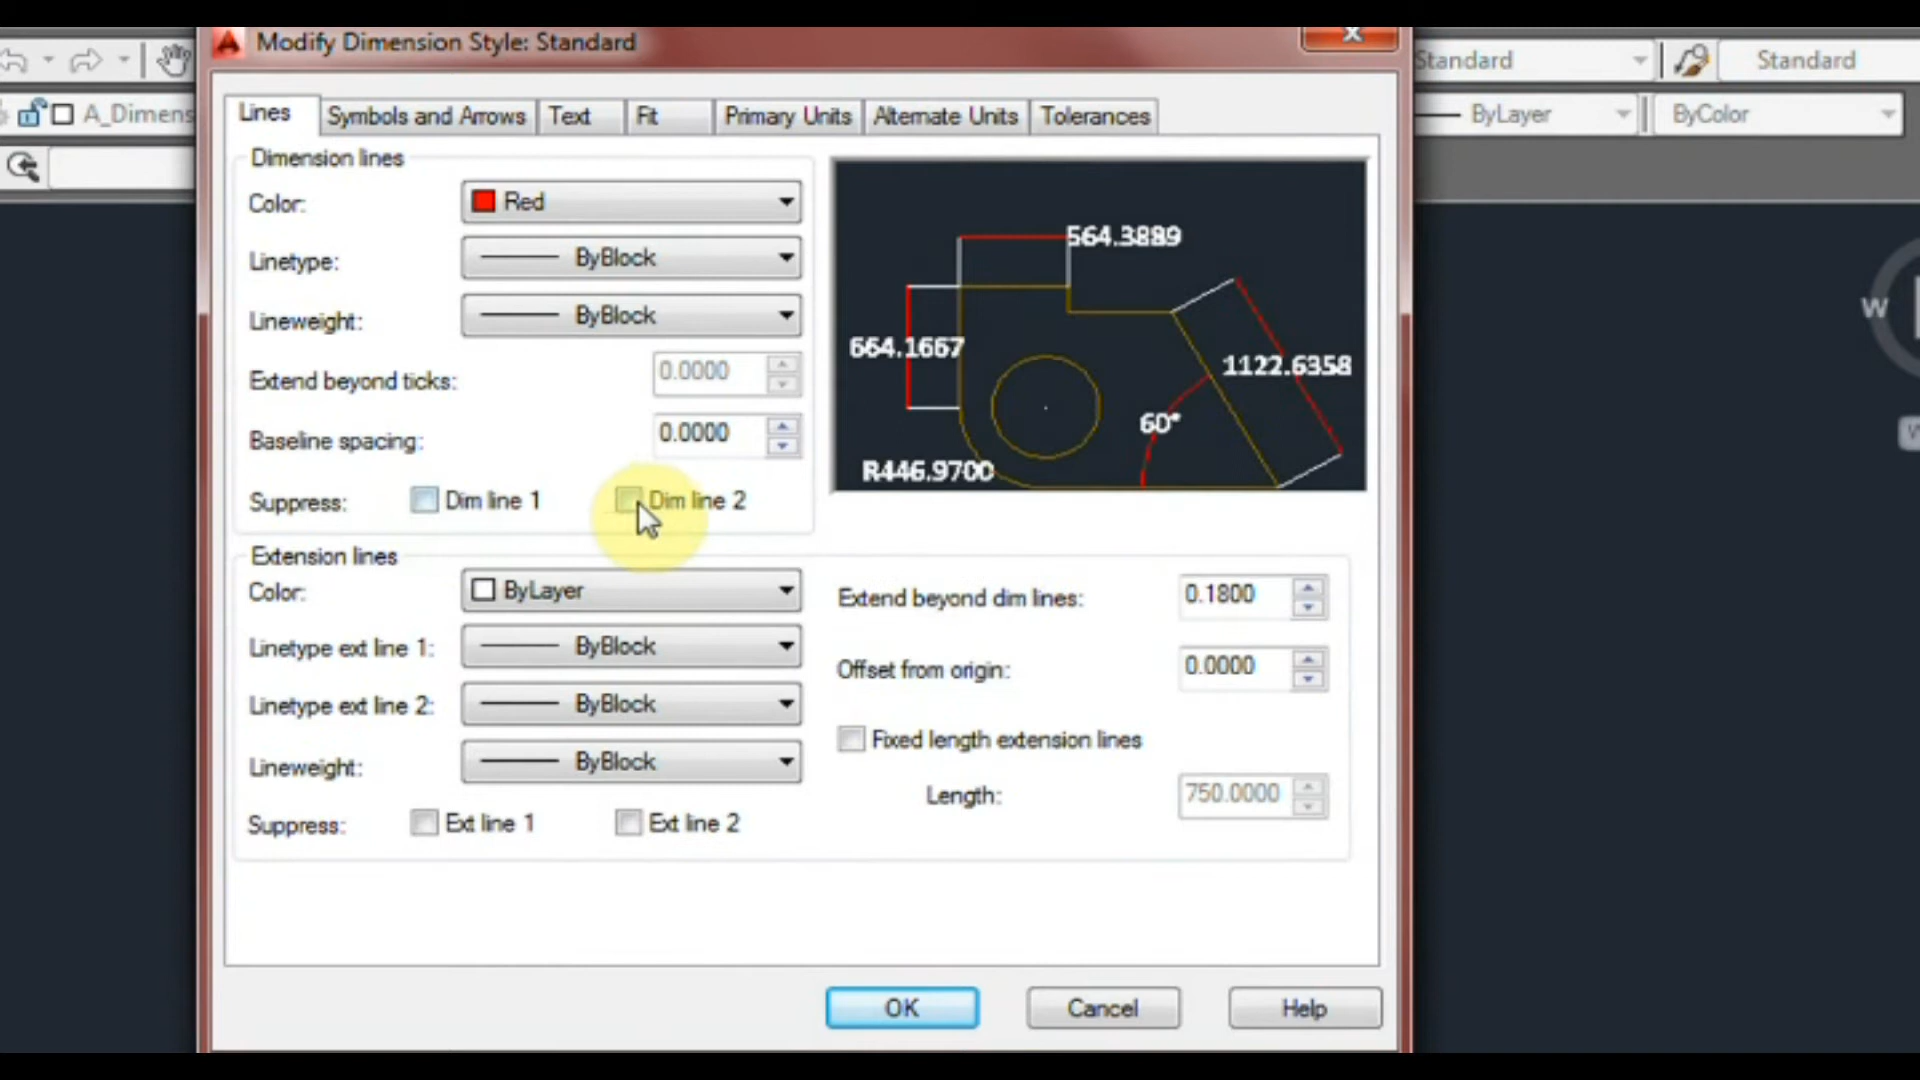 Modify Dimension Style: Standard
Standard
Standard
A_Dimens
ByLayer
ByColor
Lines
Symbols and Arrows
Text
Fit
Primary Units
Alternate Units
Tolerances
Dimension lines
Color:
Red
Linetype:
ByBlock
Lineweight:
ByBlock
Extend beyond ticks:
0.0000
Baseline spacing:
0.0000
Suppress:
Dim line 1
Dim line 2
564.3889
664.1667
1122.6358
60°
R446.9700
W
Extension lines
Color:
ByLayer
Linetype ext line 1:
ByBlock
Linetype ext line 2:
ByBlock
Lineweight:
ByBlock
Suppress:
Ext line 1
Ext line 2
Extend beyond dim lines:
0.1800
Offset from origin:
0.0000
Fixed length extension lines
Length:
750.0000
OK
Cancel
Help